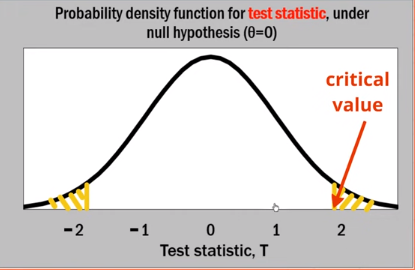 Probability density function for test statistic, under
null hypothesis (θ=0)
critical
value
-2 -1 0 1 2
Test statistic, T